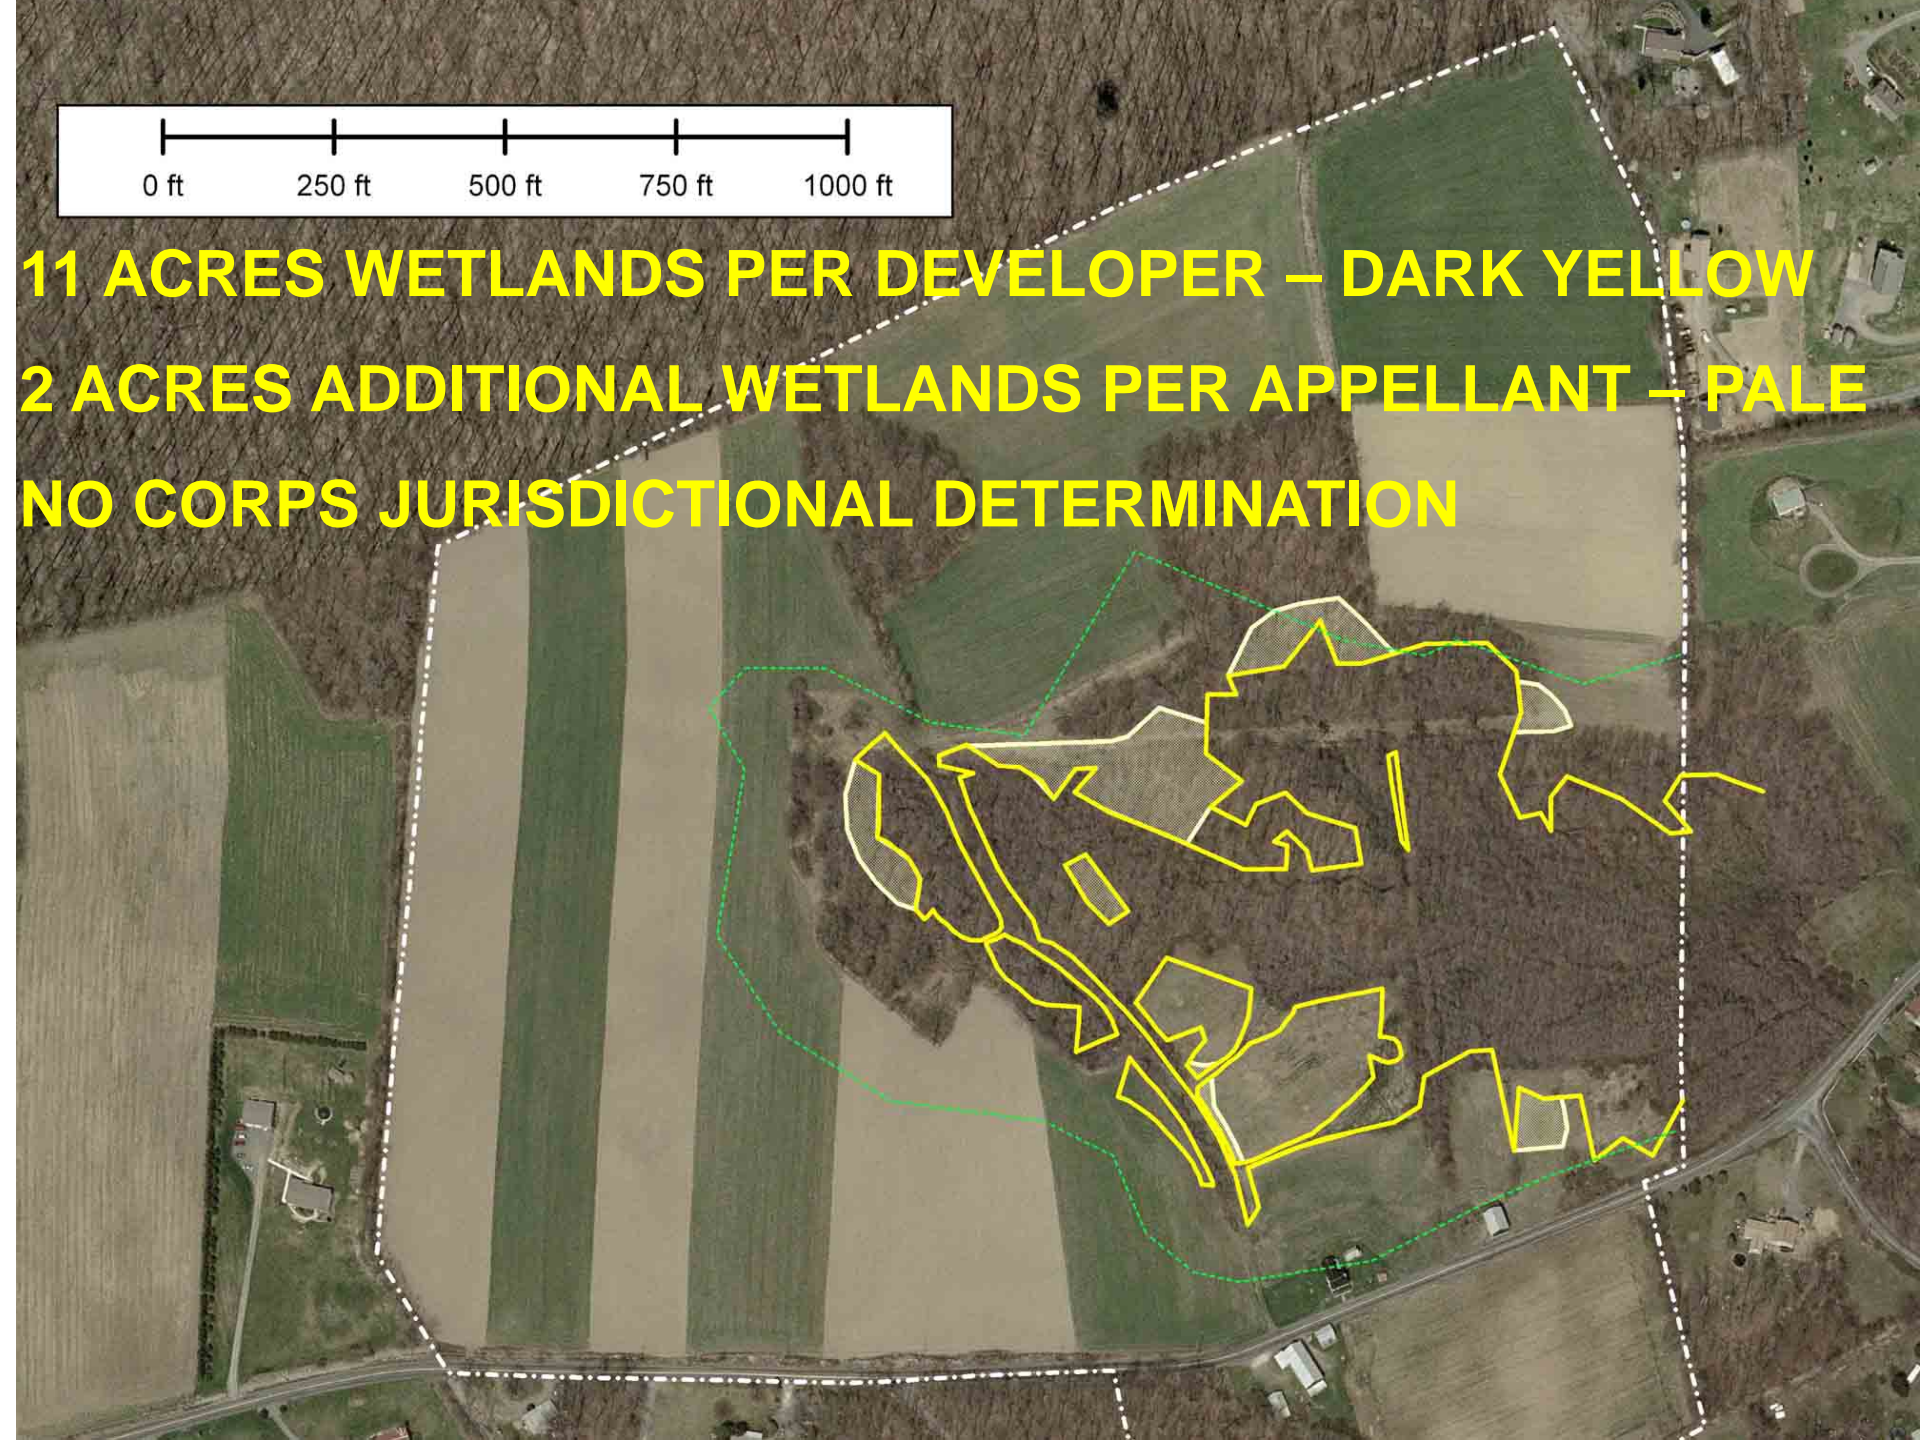 0 ft 250 ft 500 ft 750 ft 1000 ft
11 ACRES WETLANDS PER DEVELOPER – DARK YELLOW
2 ACRES ADDITIONAL WETLANDS PER APPELLANT – PALE
NO CORPS JURISDICTIONAL DETERMINATION